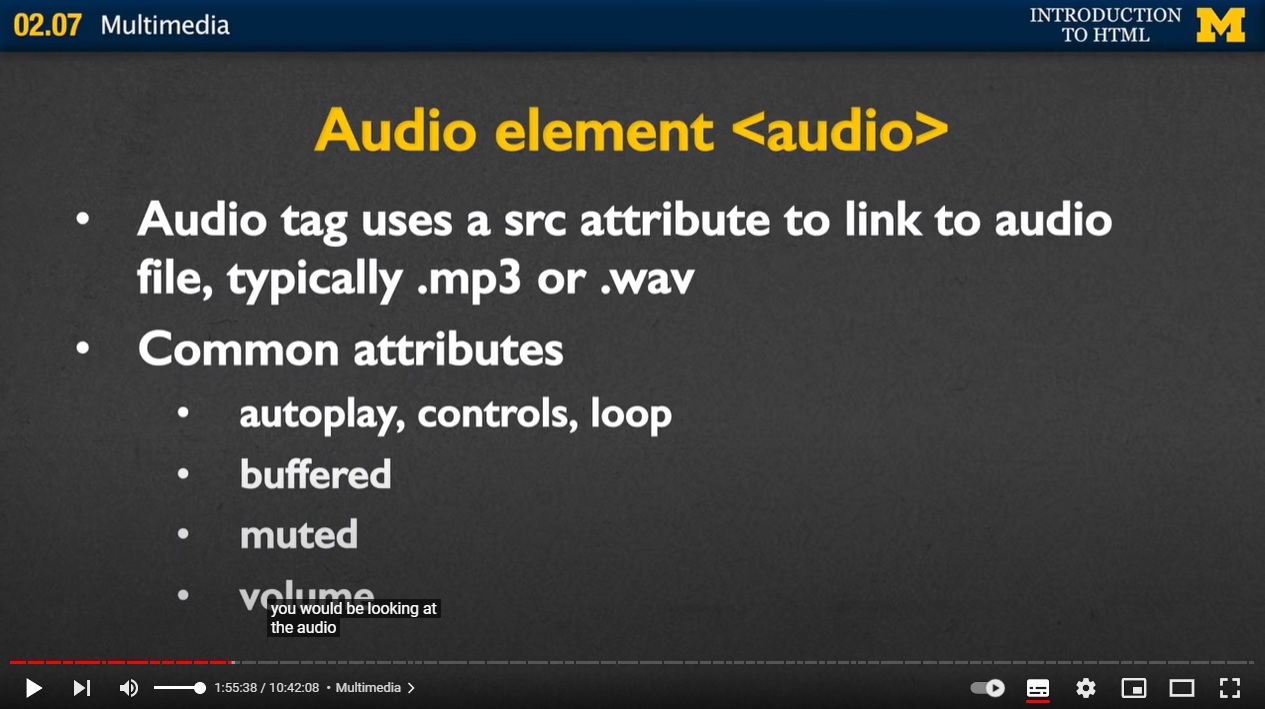 02.07 Multimedia
INTRODUCTION
TO HTML
M
Audio element <audio>
• Audio tag uses a src attribute to link to audio
file, typically .mp3 or .wav
• Common attributes
• autoplay, controls, loop
• buffered
• muted
• volume
you would be looking at
the audio
1:55:38 / 10:42:08 • Multimedia >